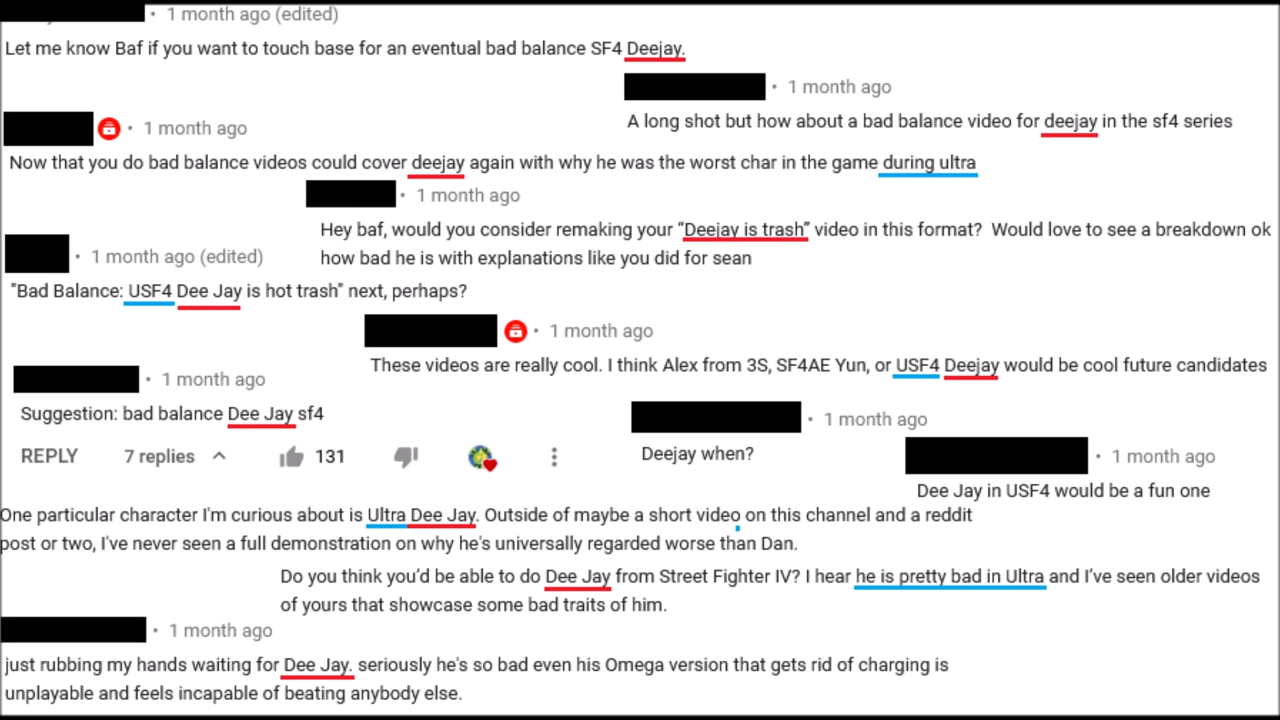 • 1 month ago (edited)
Let me know Baf if you want to touch base for an eventual bad balance SF4 Deejay.
• 1 month ago
A long shot but how about a bad balance video for deejay in the sf4 series
• 1 month ago
Now that you do bad balance videos could cover deejay again with why he was the worst char in the game during ultra
• 1 month ago
Hey baf, would you consider remaking your “Deejay is trash” video in this format? Would love to see a breakdown ok
how bad he is with explanations like you did for sean
• 1 month ago (edited)
"Bad Balance: USF4 Dee Jay is hot trash" next, perhaps?
• 1 month ago
These videos are really cool. I think Alex from 3S, SF4AE Yun, or USF4 Deejay would be cool future candidates
• 1 month ago
Suggestion: bad balance Dee Jay sf4
REPLY 7 replies 131
• 1 month ago
Deejay when?
• 1 month ago
Dee Jay in USF4 would be a fun one
One particular character I'm curious about is Ultra Dee Jay. Outside of maybe a short video on this channel and a reddit
post or two, I've never seen a full demonstration on why he's universally regarded worse than Dan.
Do you think you’d be able to do Dee Jay from Street Fighter IV? I hear he is pretty bad in Ultra and I’ve seen older videos
of yours that showcase some bad traits of him.
• 1 month ago
just rubbing my hands waiting for Dee Jay. seriously he's so bad even his Omega version that gets rid of charging is
unplayable and feels incapable of beating anybody else.